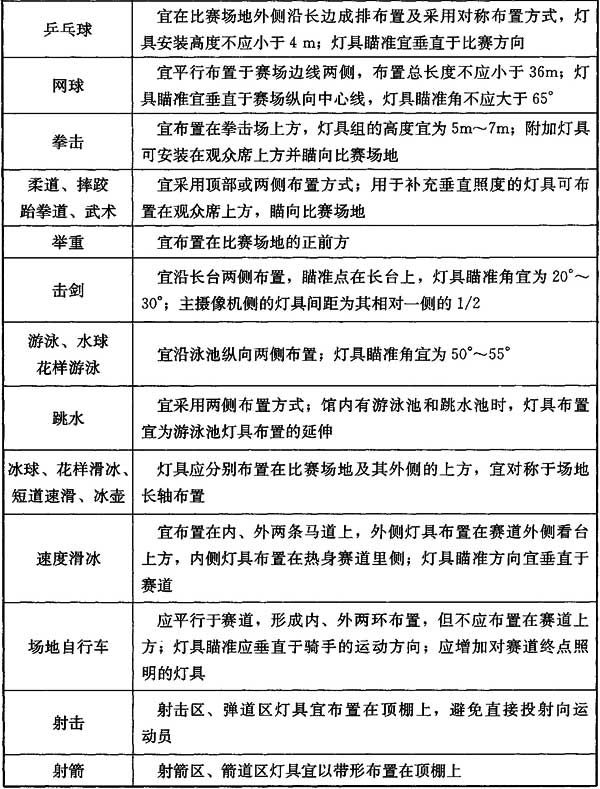 乒乓球
宜在比赛场地外侧沿长边成排布置及采用对称布置方式，灯
具安装高度不应小于4 m；灯具瞄准宜垂直于比赛方向
网球
宜平行布置于赛场边线两侧，布置总长度不应小于36m；灯
具瞄准宜垂直于赛场纵向中心线，灯具瞄准角不应大于65°
拳击
宜布置在拳击场上方，灯具组的高度宜为5m～7m；附加灯具
可安装在观众席上方并瞄向比赛场地
柔道、摔跤
跆拳道、武术
宜采用顶部或两侧布置方式；用于补充垂直照度的灯具可布
置在观众席上方，瞄向比赛场地
举重
宜布置在比赛场地的正前方
击剑
宜沿长台两侧布置，瞄准点在长台上，灯具瞄准角宜为20°～
30°；主摄像机侧的灯具间距为其相对一侧的1/2
游泳、水球
花样游泳
宜沿泳池纵向两侧布置；灯具瞄准角宜为50°～55°
跳水
宜采用两侧布置方式；馆内有游泳池和跳水池时，灯具布置
宜为游泳池灯具布置的延伸
冰球、花样滑冰、
短道速滑、冰壶
灯具应分别布置在比赛场地及其外侧的上方，宜对称于场地
长轴布置
速度滑冰
宜布置在内、外两条马道上，外侧灯具布置在赛道外侧看台
上方，内侧灯具布置在热身赛道里侧；灯具瞄准方向宜垂直于
赛道
场地自行车
应平行于赛道，形成内、外两环布置，但不应布置在赛道上
方；灯具瞄准应垂直于骑手的运动方向；应增加对赛道终点照
明的灯具
射击
射击区、弹道区灯具宜布置在顶棚上，避免直接投射向运
动员
射箭
射箭区、箭道区灯具宜以带形布置在顶棚上